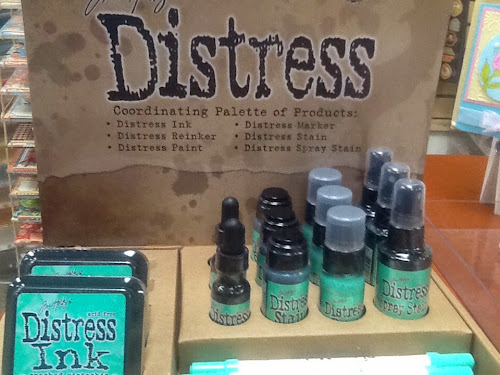 Distress
Coordinating Palette of Products:
• Distress Ink
• Distress Reinker
• Distress Paint
• Distress Marker
• Distress Stain
• Distress Spray Stain
Distress
Distress
Stain
Distress
Distress
Spray Stain
Distress
Ink